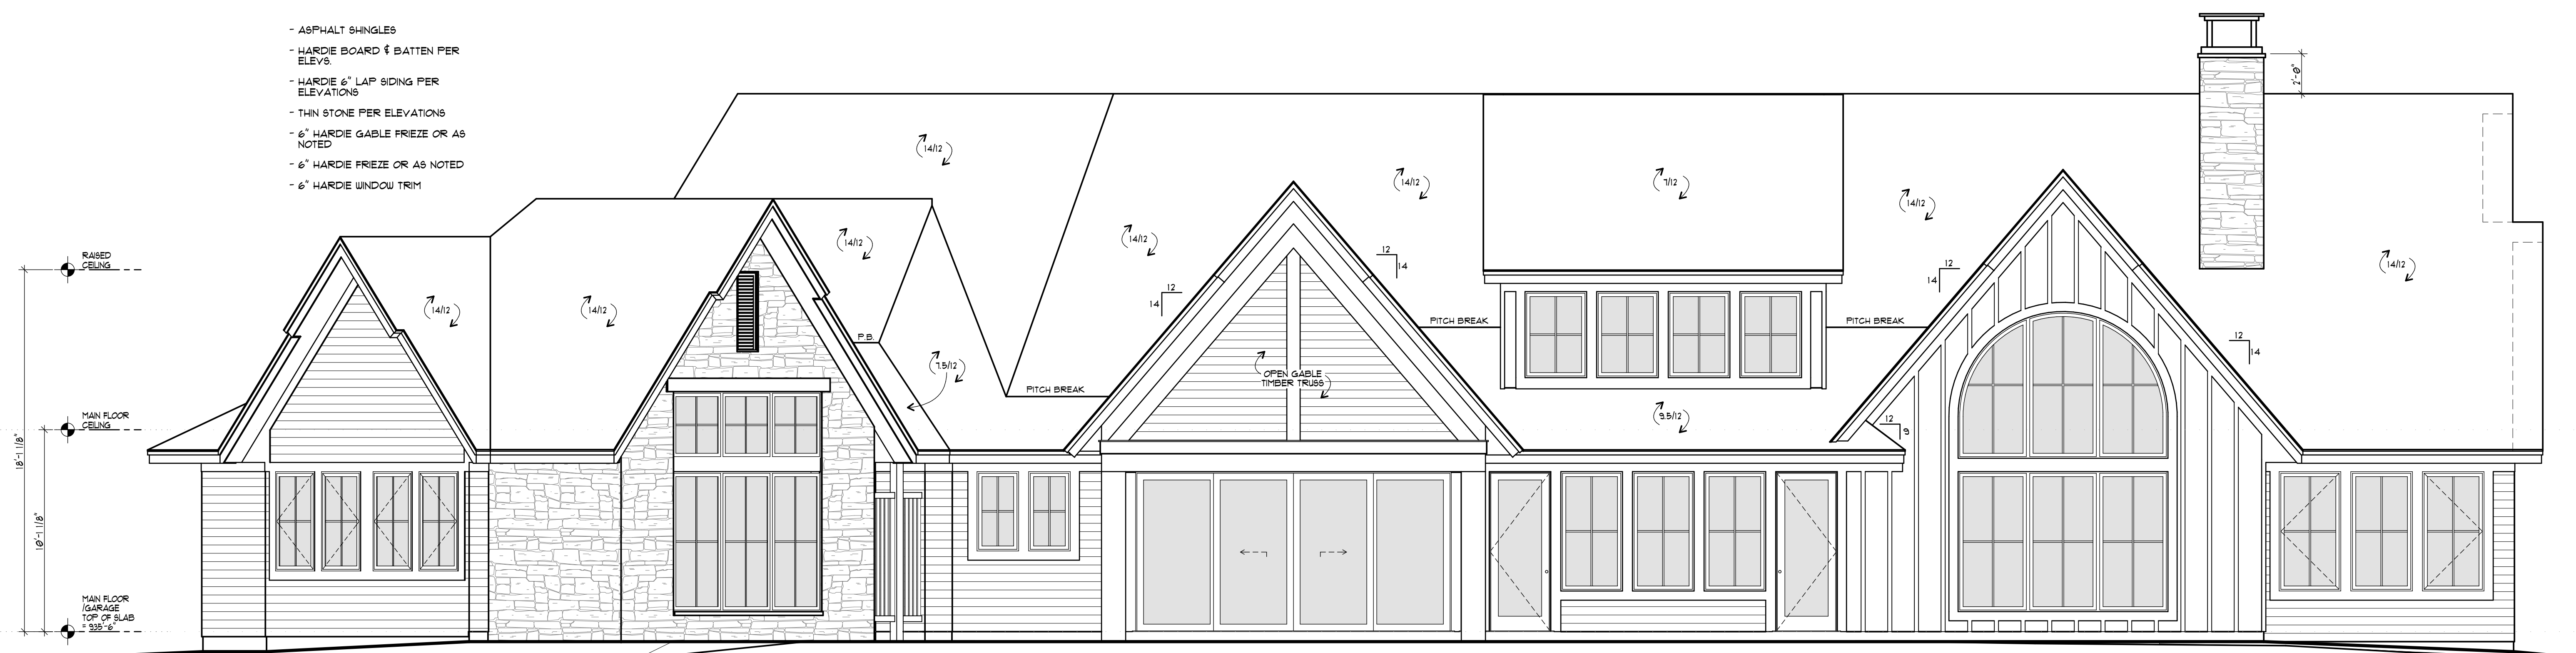 - ASPHALT SHINGLES
- HARDIE BOARD & BATTEN PER
ELEVS.
- HARDIE 6" LAP SIDING PER
ELEVATIONS
- THIN STONE PER ELEVATIONS
- 6" HARDIE GABLE FRIEZE OR AS
NOTED
- 6" HARDIE FRIEZE OR AS NOTED
- 6" HARDIE WINDOW TRIM
2'-0"
14/12
14/12
7/12
14/12
14/12
14/12
14/12
RAISED
CEILING
12
14
12
14
12
14
14/12
14/12
PITCH BREAK
PITCH BREAK
P.B.
12
14
7.5/12
OPEN GABLE
TIMBER TRUSS
PITCH BREAK
9.5/12
MAIN FLOOR
CEILING
12
9
18'-1 1/8"
10'-1 1/8"
MAIN FLOOR
/GARAGE
TOP OF SLAB
= 935'-6"